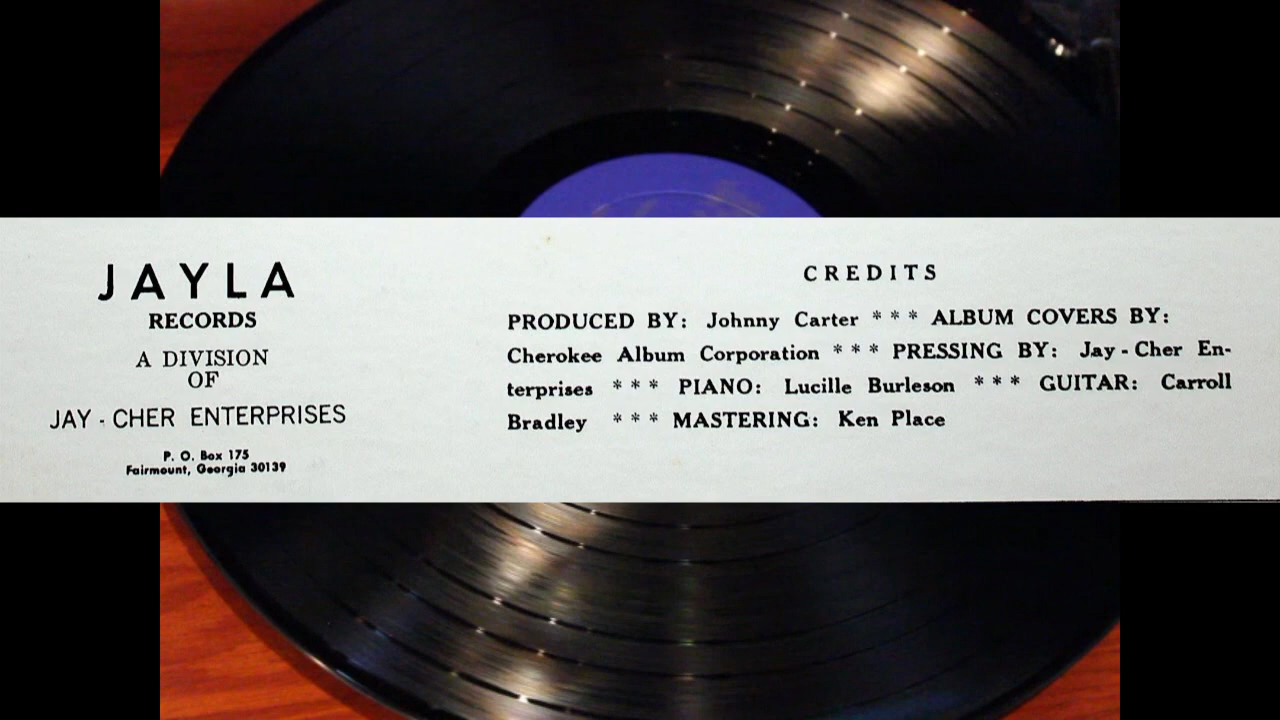 JAYLA
RECORDS
A DIVISION
OF
JAY - CHER ENTERPRISES
P. O. Box 175
Fairmount, Georgia 30139
CREDITS
PRODUCED BY: Johnny Carter * * * ALBUM COVERS BY:
Cherokee Album Corporation * * * PRESSING BY: Jay - Cher En-
terprises * * * PIANO: Lucille Burleson * * * GUITAR: Carroll
Bradley * * * MASTERING: Ken Place